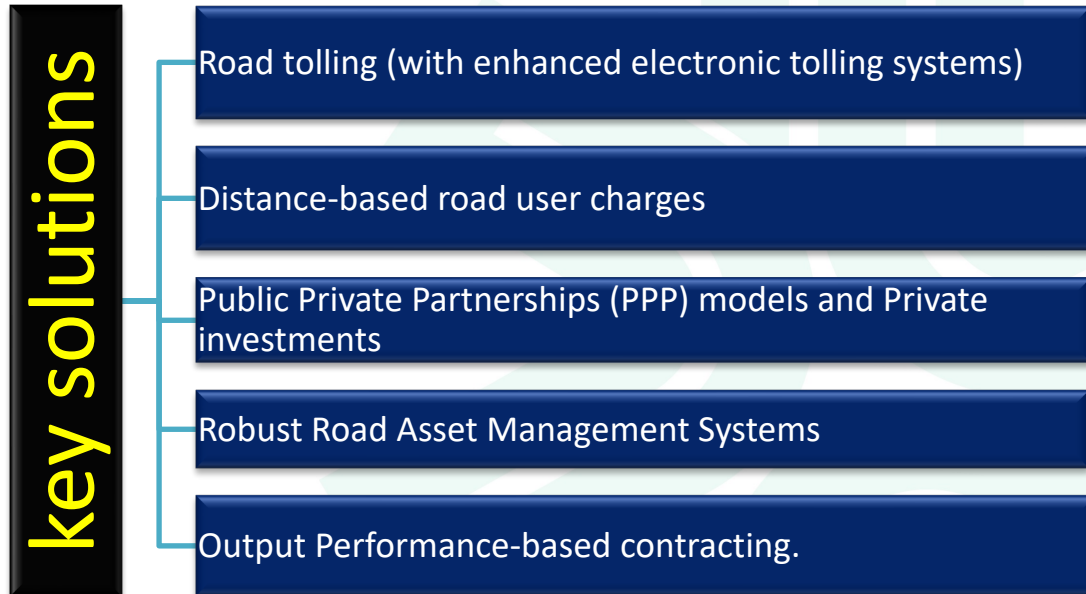 key solutions
Road tolling (with enhanced electronic tolling systems)
Distance-based road user charges
Public Private Partnerships (PPP) models and Private
investments
Robust Road Asset Management Systems
Output Performance-based contracting.